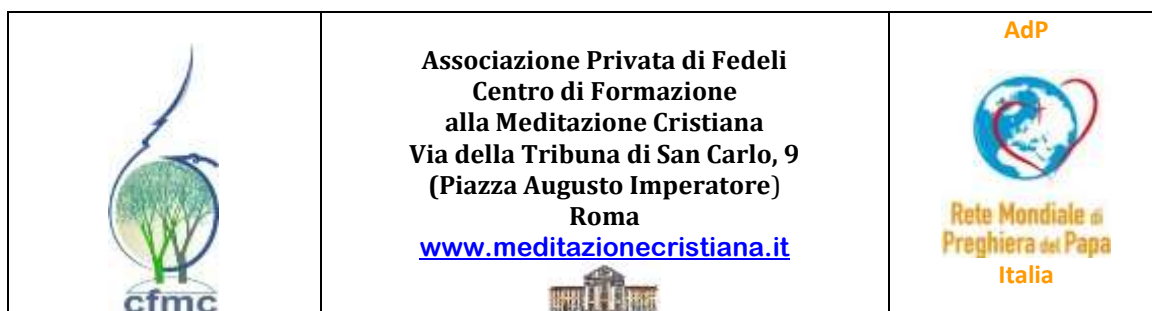 cfmc
Associazione Privata di Fedeli
Centro di Formazione
alla Meditazione Cristiana
Via della Tribuna di San Carlo, 9
(Piazza Augusto Imperatore)
Roma
www.meditazionecristiana.it
AdP
Rete Mondiale di
Preghiera del Papa
Italia